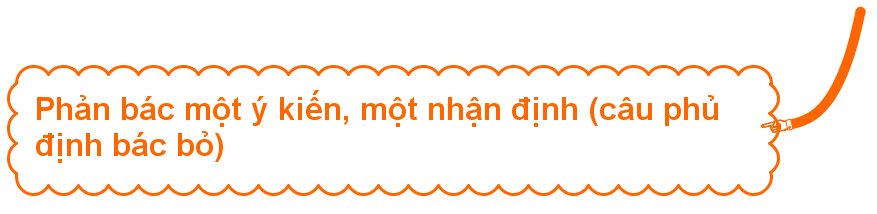 Phản bác một ý kiến, một nhận định (câu phủ
định bác bỏ)